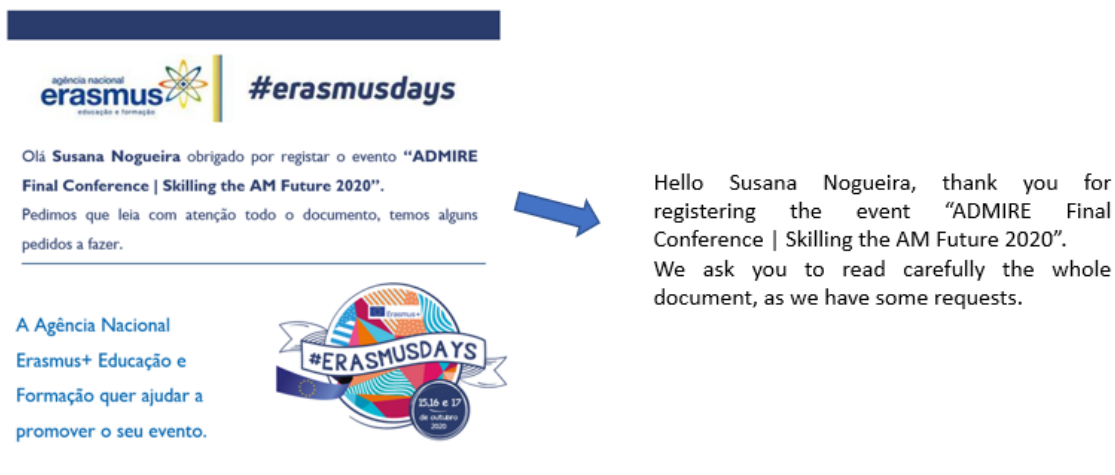 agência nacional
erasmus
educação e formação
#erasmusdays
Olá Susana Nogueira obrigado por registar o evento “ADMIRE
Final Conference | Skilling the AM Future 2020”.
Pedimos que leia com atenção todo o documento, temos alguns
pedidos a fazer.
A Agência Nacional
Erasmus+ Educação e
Formação quer ajudar a
promover o seu evento.
Erasmus+
#ERASMUSDAYS
15,16 e 17
de outubro
2020
Hello Susana Nogueira, thank you for
registering the event “ADMIRE Final
Conference | Skilling the AM Future 2020”.
We ask you to read carefully the whole
document, as we have some requests.